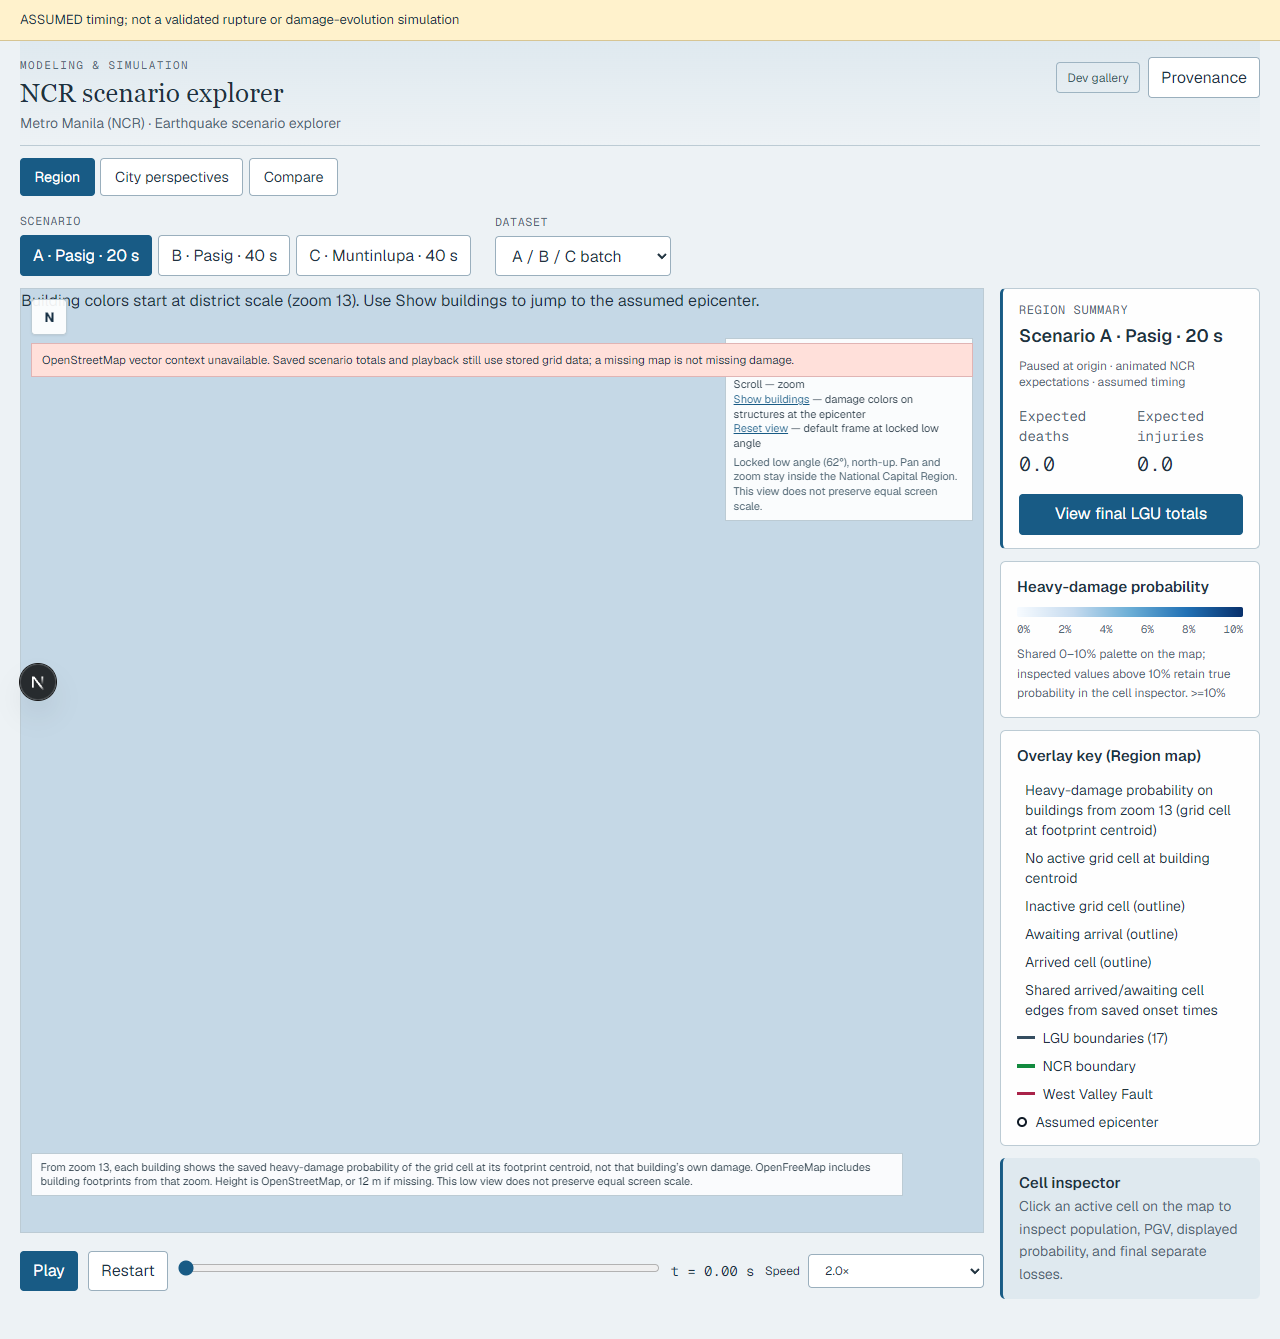 ASSUMED timing; not a validated rupture or damage-evolution simulation
MODELING & SIMULATION
NCR scenario explorer
Metro Manila (NCR) · Earthquake scenario explorer
Dev gallery
Provenance
Region
City perspectives
Compare
SCENARIO
A · Pasig · 20 s
B · Pasig · 40 s
C · Muntinlupa · 40 s
DATASET
A / B / C batch
Building colors start at district scale (zoom 13). Use Show buildings to jump to the assumed epicenter.
N
OpenStreetMap vector context unavailable. Saved scenario totals and playback still use stored grid data; a missing map is not missing damage.
Scroll — zoom
Show buildings — damage colors on
structures at the epicenter
Reset view — default frame at locked low
angle
Locked low angle (62°), north-up. Pan and
zoom stay inside the National Capital Region.
This view does not preserve equal screen
scale.
N
From zoom 13, each building shows the saved heavy-damage probability of the grid cell at its footprint centroid, not that building's own damage. OpenFreeMap includes
building footprints from that zoom. Height is OpenStreetMap, or 12 m if missing. This low view does not preserve equal screen scale.
Play
Restart
t = 0.00 s
Speed
2.0×
REGION SUMMARY
Scenario A · Pasig · 20 s
Paused at origin · animated NCR
expectations · assumed timing
Expected
deaths
0.0
Expected
injuries
0.0
View final LGU totals
Heavy-damage probability
0% 2% 4% 6% 8% 10%
Shared 0–10% palette on the map;
inspected values above 10% retain true
probability in the cell inspector. >=10%
Overlay key (Region map)
Heavy-damage probability on
buildings from zoom 13 (grid cell
at footprint centroid)
No active grid cell at building
centroid
Inactive grid cell (outline)
Awaiting arrival (outline)
Arrived cell (outline)
Shared arrived/awaiting cell
edges from saved onset times
LGU boundaries (17)
NCR boundary
West Valley Fault
Assumed epicenter
Cell inspector
Click an active cell on the map to
inspect population, PGV, displayed
probability, and final separate
losses.